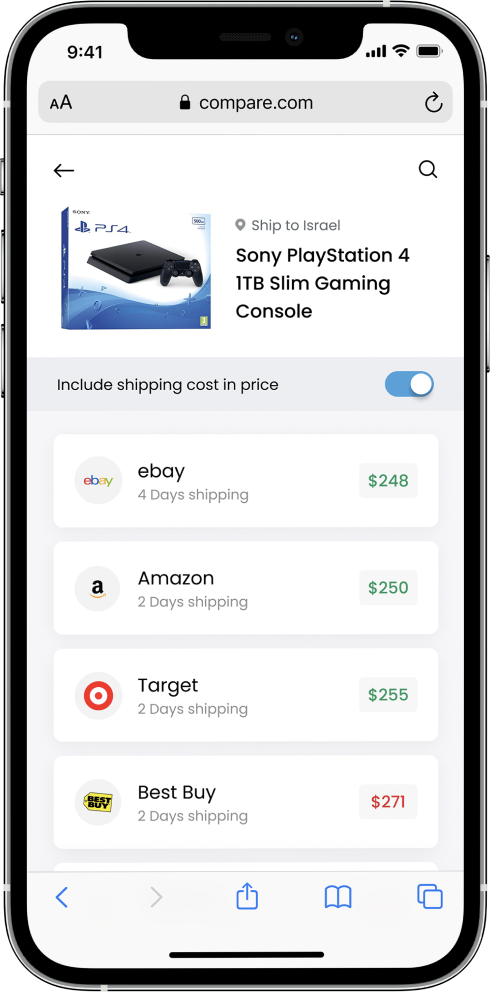 9:41
AA
compare.com
SONY
PS4
500GB
Ship to Israel
Sony PlayStation 4
1TB Slim Gaming
Console
Include shipping cost in price
ebay
ebay
4 Days shipping
$248
a
Amazon
2 Days shipping
$250
Target
2 Days shipping
$255
BEST
BUY
Best Buy
2 Days shipping
$271